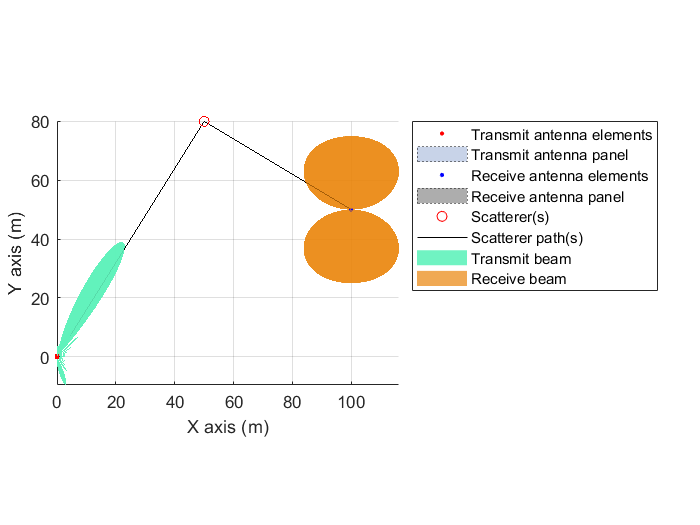 80
60
40
20
0
Y axis (m)
0 20 40 60 80 100
X axis (m)
Transmit antenna elements
Transmit antenna panel
Receive antenna elements
Receive antenna panel
Scatterer(s)
Scatterer path(s)
Transmit beam
Receive beam